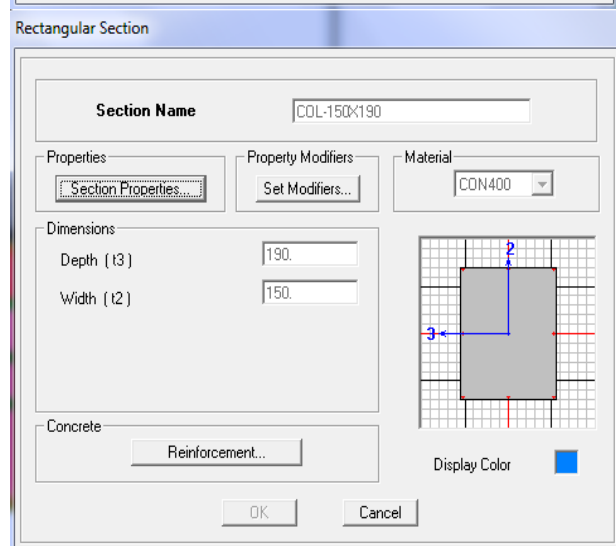 Rectangular Section
Section Name COL-150X190
Properties Property Modifiers Material
Section Properties... Set Modifiers... CON400
Dimensions
Depth ( t3 ) 190.
Width ( t2 ) 150.
2
3
Concrete
Reinforcement...
Display Color
OK Cancel